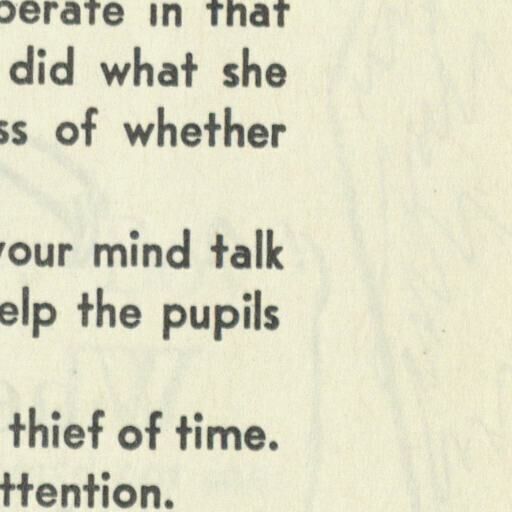 perate in that
did what she
ss of whether
your mind talk
elp the pupils
thief of time.
ttention.